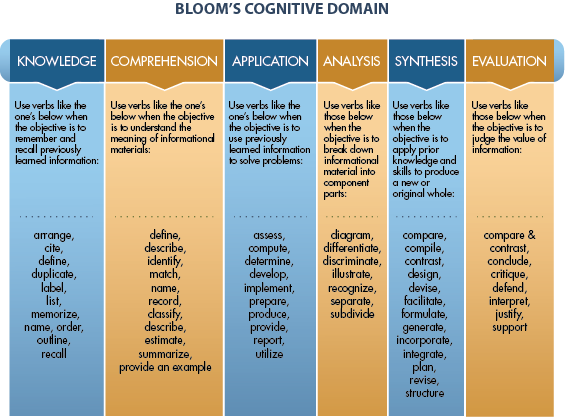 BLOOM'S COGNITIVE DOMAIN
KNOWLEDGE
Use verbs like the
one's below when
the objective is to
remember and
recall previously
learned information:
arrange,
cite,
define,
duplicate,
label,
list,
memorize,
name, order,
outline,
recall
COMPREHENSION
Use verbs like the one's
below when the objective
is to understand the
meaning of informational
materials:
define,
describe,
identify,
match,
name,
record,
classify,
describe,
estimate,
summarize,
provide an example
APPLICATION
Use verbs like the
one's below when
the objective is to
use previously
learned information
to solve problems:
assess,
compute,
determine,
develop,
implement,
prepare,
produce,
provide,
report,
utilize
ANALYSIS
Use verbs like
those below
when the
objective is to
break down
informational
material into
component
parts:
diagram,
differentiate,
discriminate,
illustrate,
recognize,
separate,
subdivide
SYNTHESIS
Use verbs like
those below
when the
objective is to
apply prior
knowledge and
skills to produce
a new or
original whole:
compare,
compile,
contrast,
design,
devise,
facilitate,
formulate,
generate,
incorporate,
integrate,
plan,
revise,
structure
EVALUATION
Use verbs like
those below when
the objective is to
judge the value of
information:
compare &
contrast,
conclude,
critique,
defend,
interpret,
justify,
support